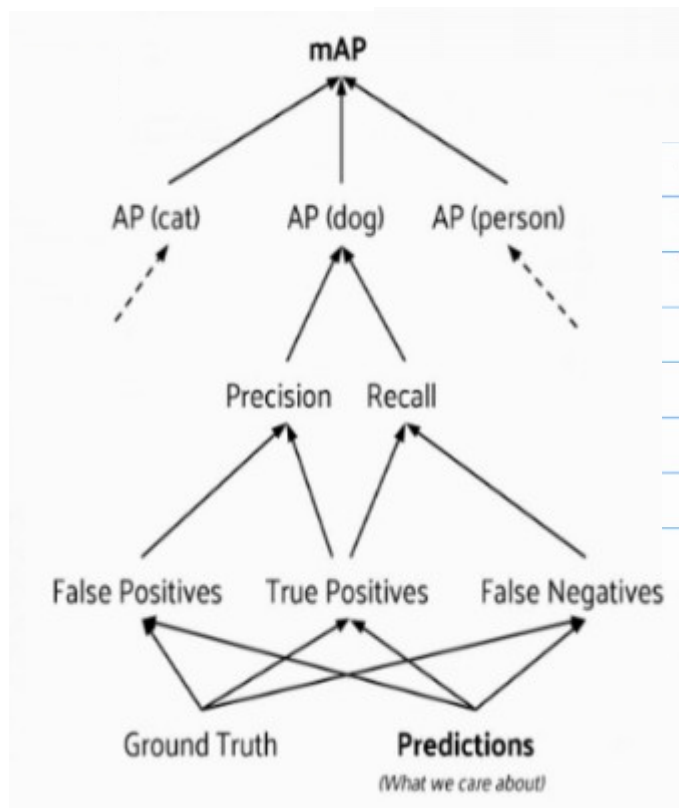 mAP
AP (cat) AP (dog) AP (person)
Precision Recall
False Positives True Positives False Negatives
Ground Truth Predictions
(What we care about)